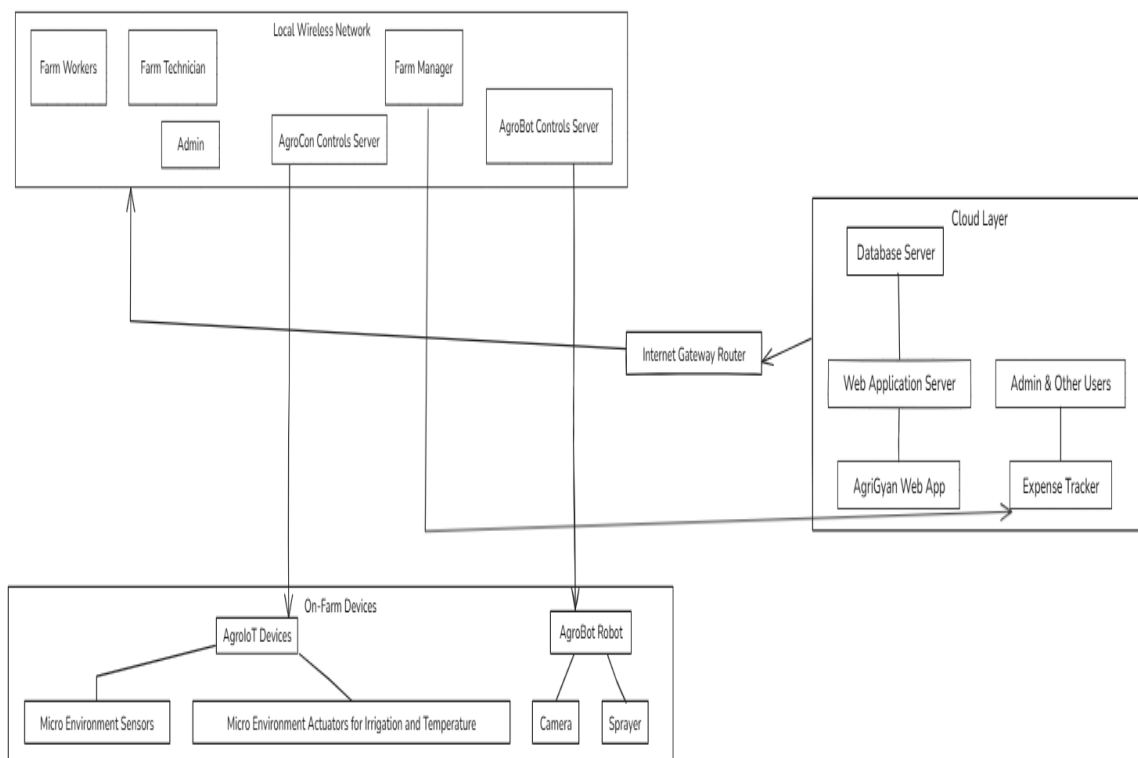 Local Wireless Network
Farm Workers
Farm Technician
Farm Manager
Admin
AgroCon Controls Server
AgroBot Controls Server
Cloud Layer
Database Server
Internet Gateway Router
Web Application Server
Admin & Other Users
AgriGyan Web App
Expense Tracker
On-Farm Devices
AgroIoT Devices
AgroBot Robot
Micro Environment Sensors
Micro Environment Actuators for Irrigation and Temperature
Camera
Sprayer